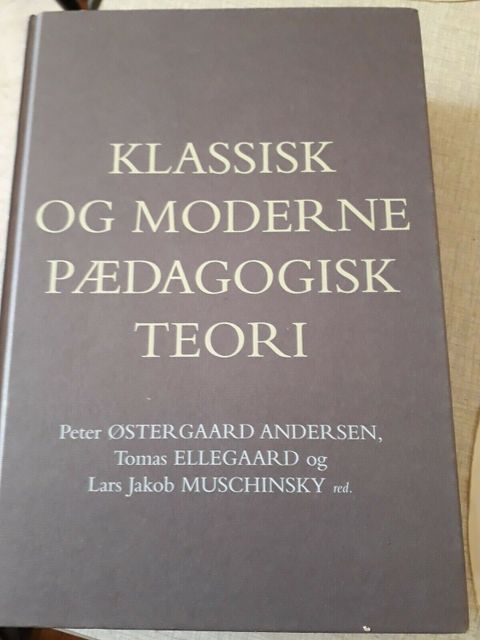 KLASSISK
OG MODERNE
PÆDAGOGISK
TEORI
Peter ØSTERGAARD ANDERSEN,
Tomas ELLEGAARD og
Lars Jakob MUSCHINSKY red.